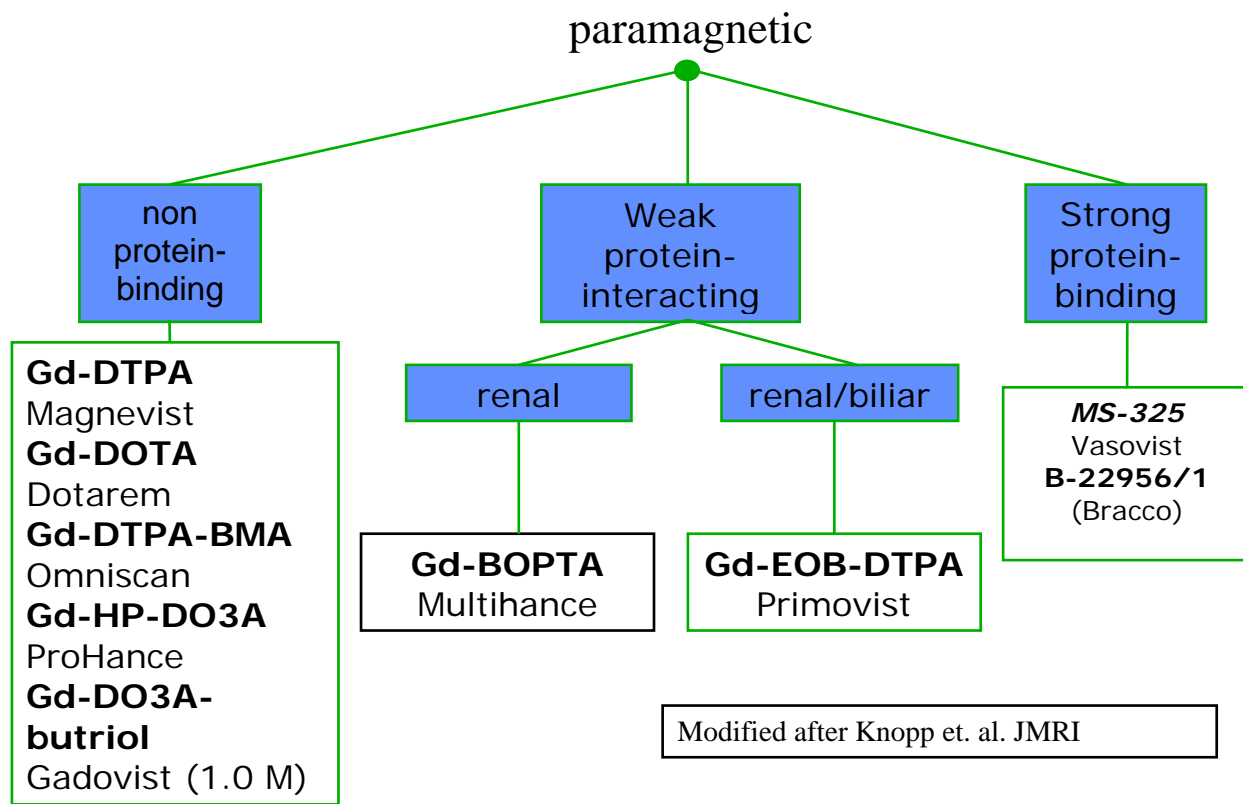 paramagnetic
non
protein-
binding
Weak
protein-
interacting
Strong
protein-
binding
renal
renal/biliar
Gd-DTPA
Magnevist
Gd-DOTA
Dotarem
Gd-DTPA-BMA
Omniscan
Gd-HP-DO3A
ProHance
Gd-DO3A-
butriol
Gadovist (1.0 M)
Gd-BOPTA
Multihance
Gd-EOB-DTPA
Primovist
MS-325
Vasovist
B-22956/1
(Bracco)
Modified after Knopp et. al. JMRI